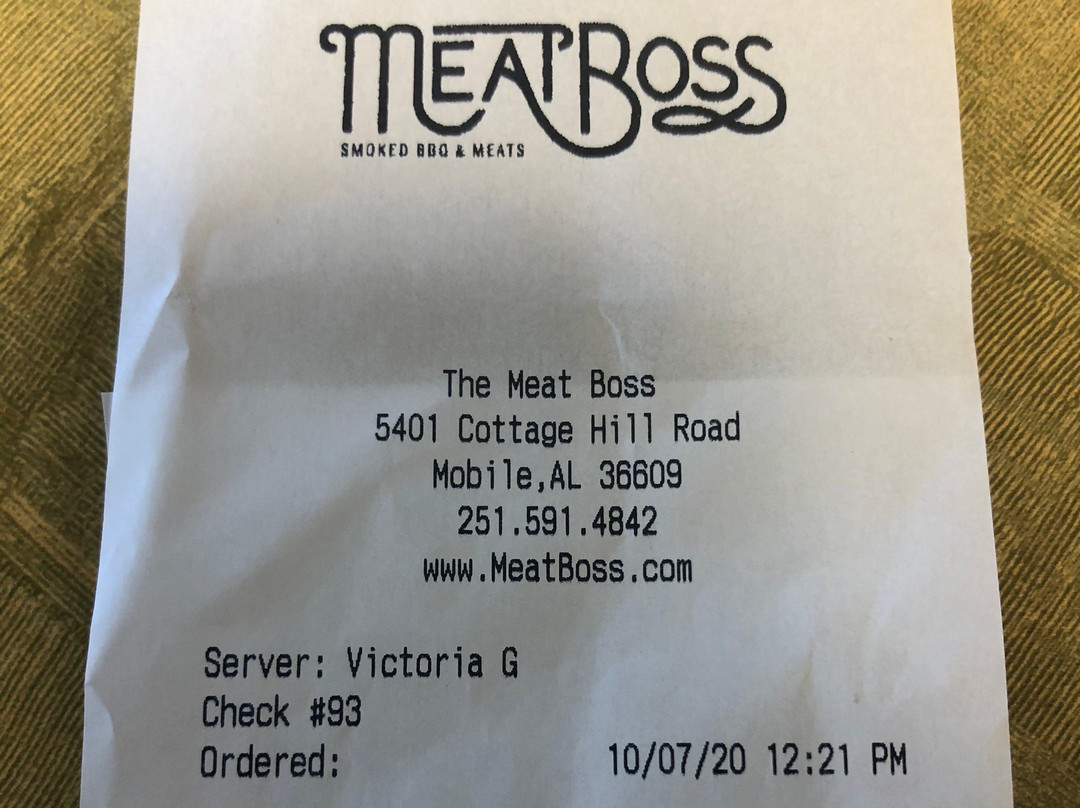 MEATBOSS
SMOKED BBQ & MEATS
The Meat Boss
5401 Cottage Hill Road
Mobile,AL 36609
251.591.4842
www.MeatBoss.com
Server: Victoria G
Check #93
Ordered: 10/07/20 12:21 PM